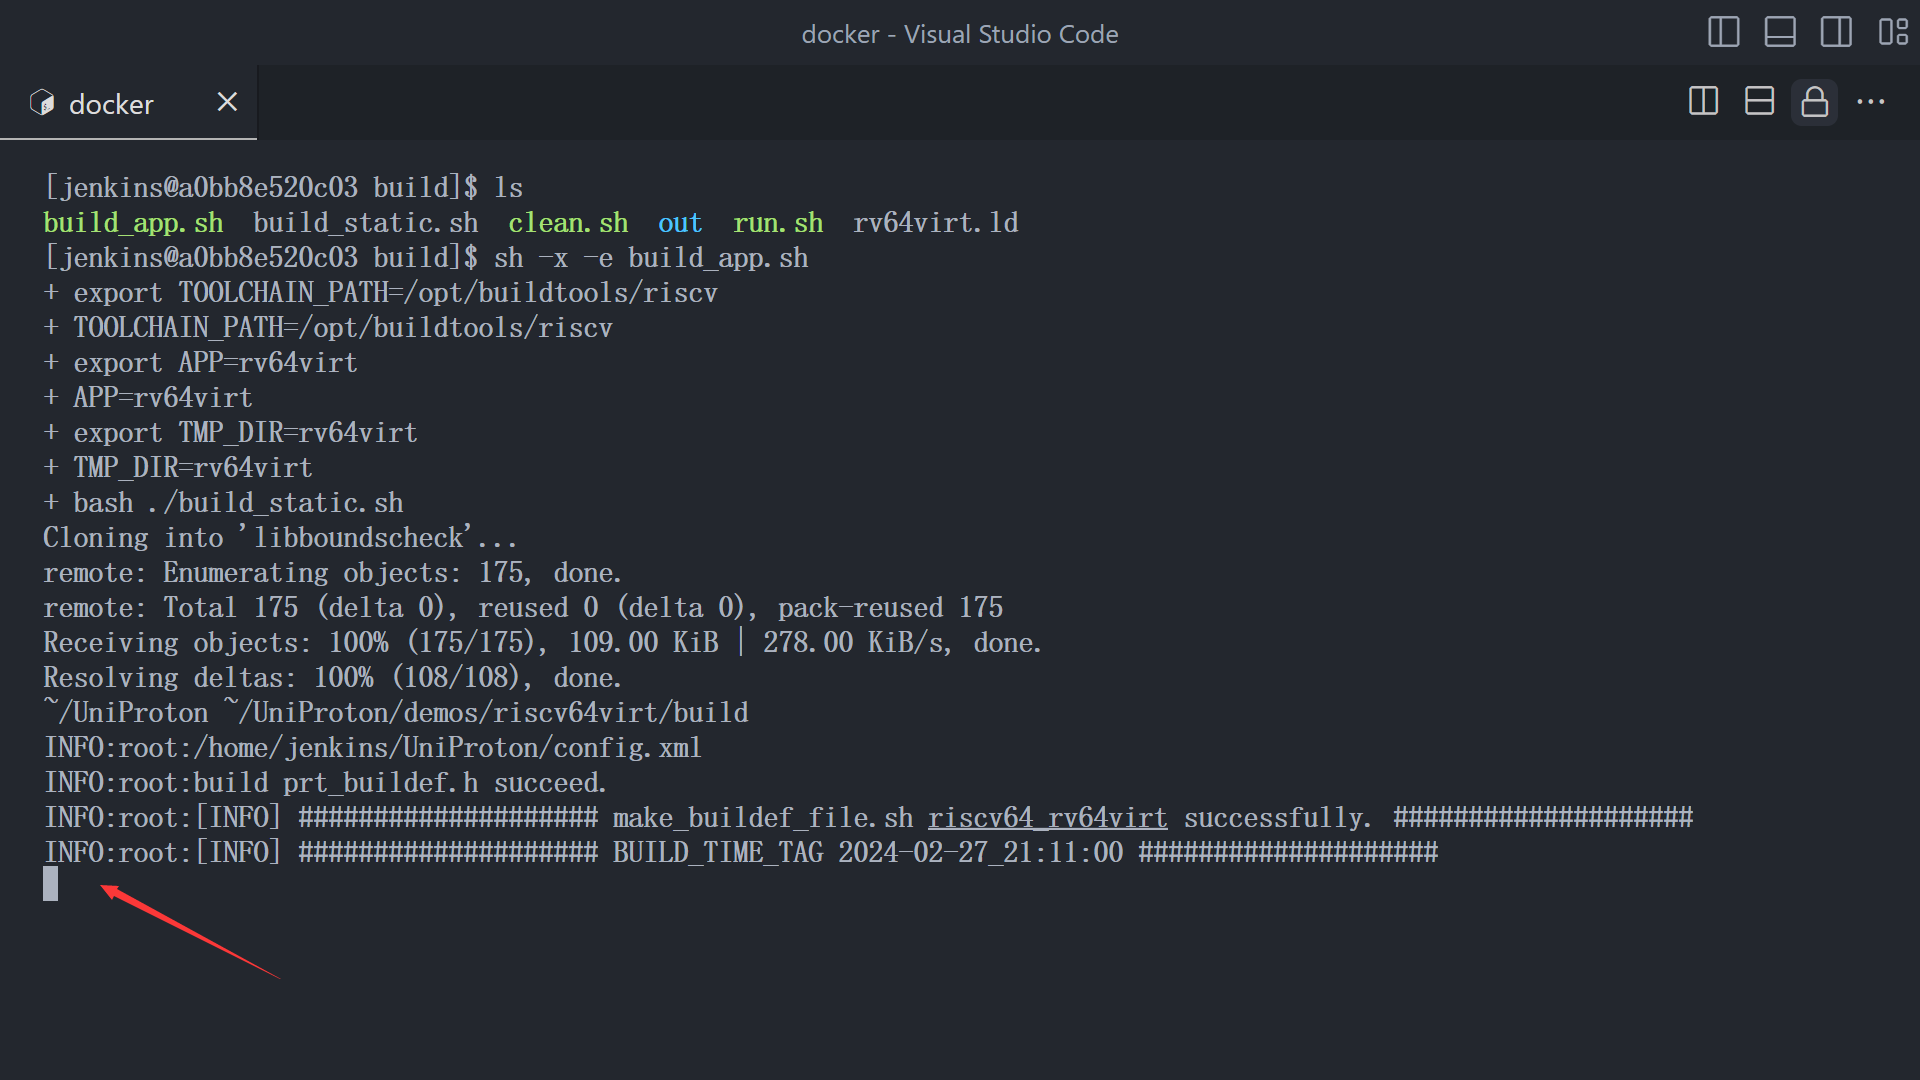 docker - Visual Studio Code
docker
[jenkins@a0bb8e520c03 build]$ ls
build_app.sh  build_static.sh  clean.sh  out  run.sh  rv64virt.ld
[jenkins@a0bb8e520c03 build]$ sh -x -e build_app.sh
+ export TOOLCHAIN_PATH=/opt/buildtools/riscv
+ TOOLCHAIN_PATH=/opt/buildtools/riscv
+ export APP=rv64virt
+ APP=rv64virt
+ export TMP_DIR=rv64virt
+ TMP_DIR=rv64virt
+ bash ./build_static.sh
Cloning into 'libboundscheck'...
remote: Enumerating objects: 175, done.
remote: Total 175 (delta 0), reused 0 (delta 0), pack-reused 175
Receiving objects: 100% (175/175), 109.00 KiB | 278.00 KiB/s, done.
Resolving deltas: 100% (108/108), done.
~/UniProton ~/UniProton/demos/riscv64virt/build
INFO:root:/home/jenkins/UniProton/config.xml
INFO:root:build prt_buildef.h succeed.
INFO:root:[INFO] #################### make_buildef_file.sh riscv64_rv64virt successfully. ####################
INFO:root:[INFO] #################### BUILD_TIME_TAG 2024-02-27_21:11:00 ####################